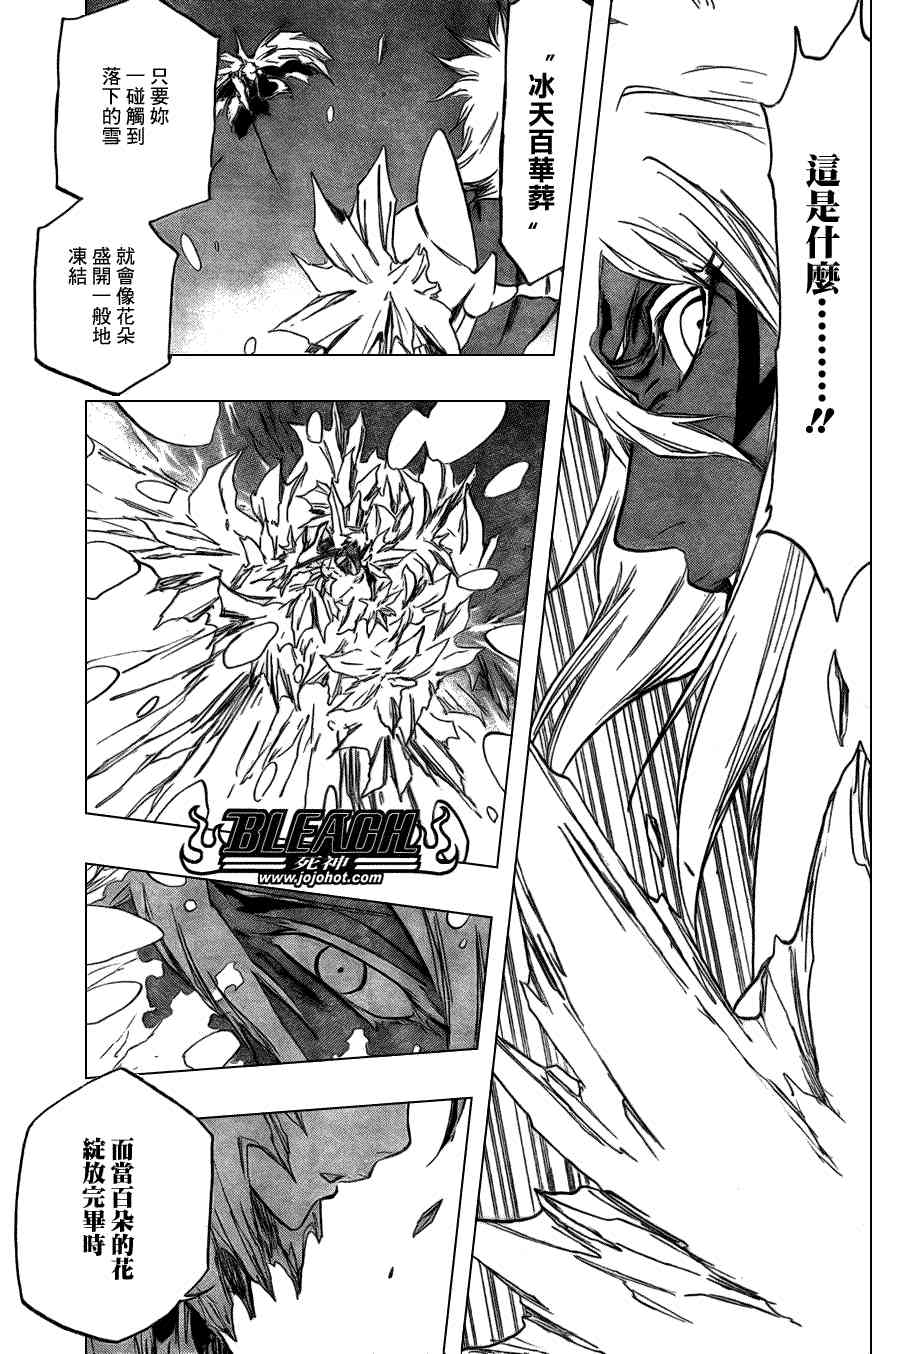 這是什麼…………!!
"冰天百華葬"
只要妳
一碰觸到
落下的雪
就會像花朵
盛開一般地
凍結
BLEACH
死神
www.jojohot.com
而當百朵的花
綻放完畢時